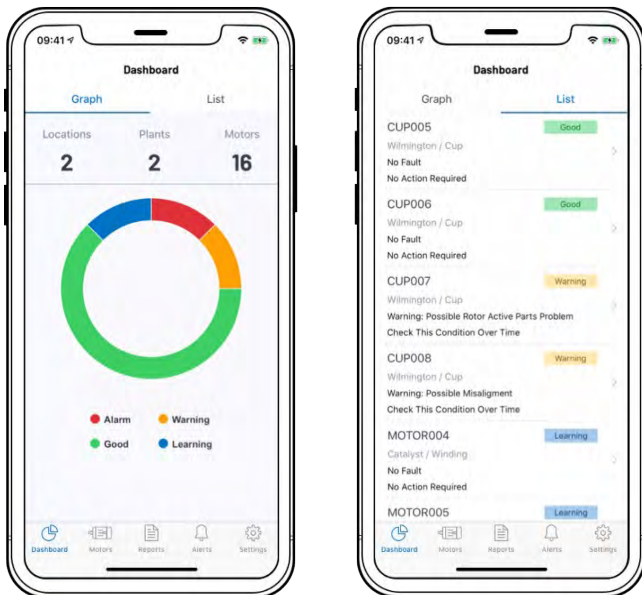 09:41
Dashboard
Graph List
Locations Plants Motors
2 2 16
Alarm Warning
Good Learning
Dashboard Motors Reports Alerts Settings
09:41
Dashboard
Graph List
CUP005 Good
Wilmington / Cup
No Fault
No Action Required
CUP006 Good
Wilmington / Cup
No Fault
No Action Required
CUP007 Warning
Wilmington / Cup
Warning: Possible Rotor Active Parts Problem
Check This Condition Over Time
CUP008 Warning
Wilmington / Cup
Warning: Possible Misaligment
Check This Condition Over Time
MOTOR004 Learning
Catalyst / Winding
No Fault
No Action Required
MOTOR005 Learning
Dashboard Motors Reports Alerts Settings